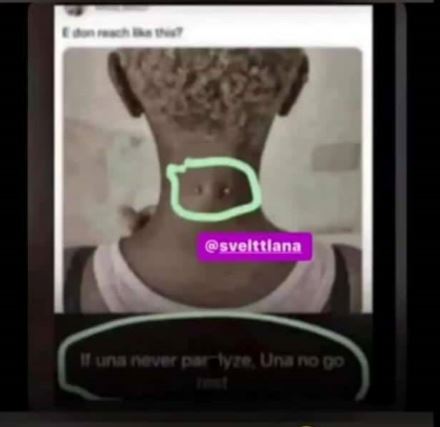 E don reach like this?
@svelttlana
If una never par lyze, Una no go
rest